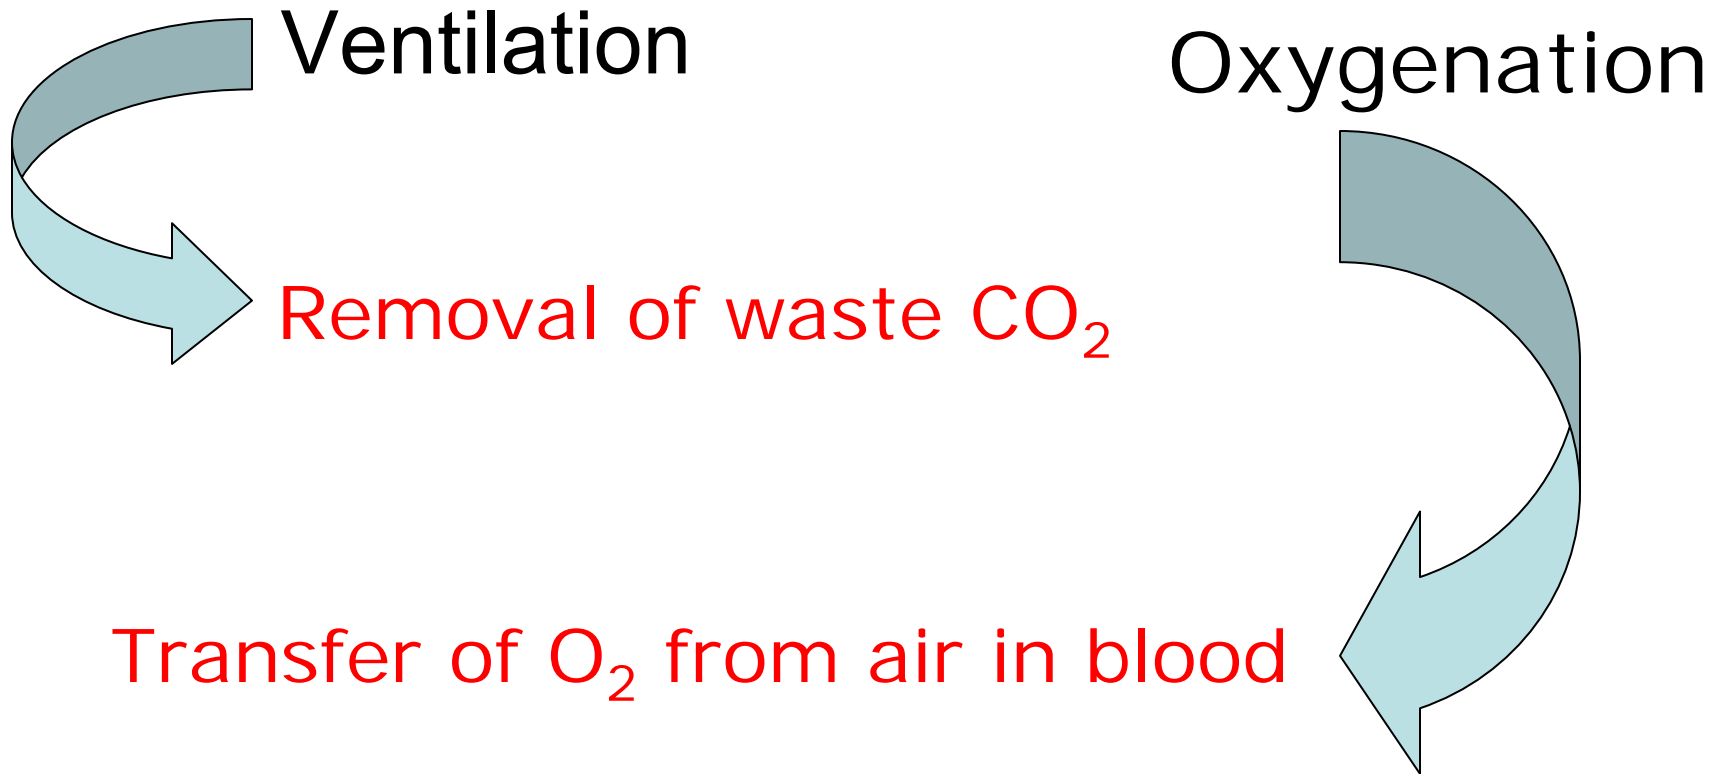 Ventilation
Oxygenation
Removal of waste CO₂
Transfer of O₂ from air in blood